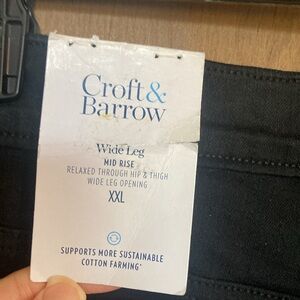 Croft &
Barrow
Wide Leg
MID RISE
RELAXED THROUGH HIP & THIGH
WIDE LEG OPENING
XXL
SUPPORTS MORE SUSTAINABLE
COTTON FARMING*